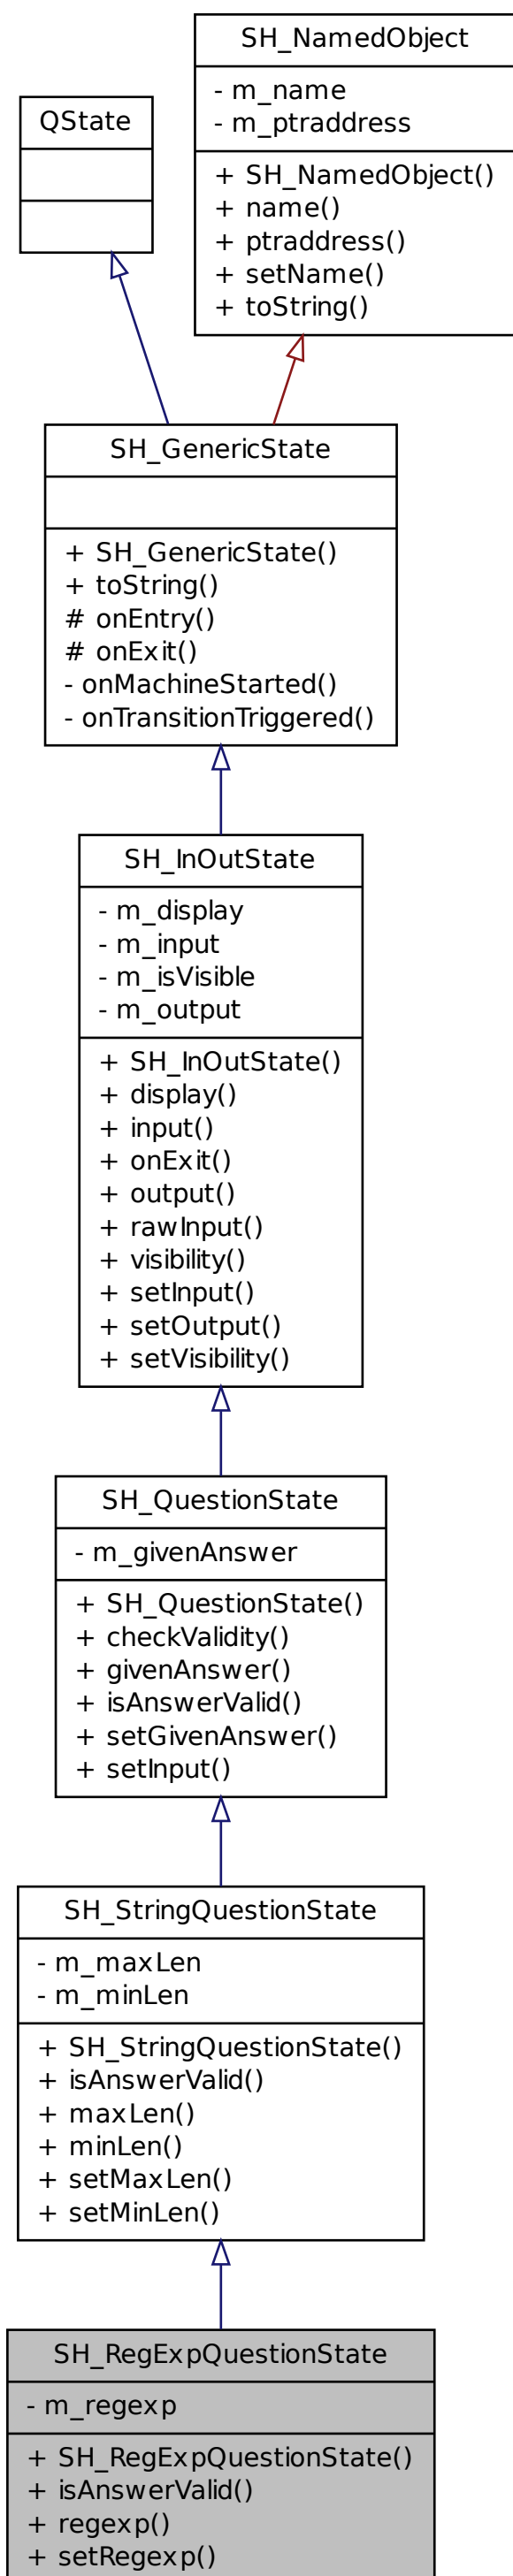 SH_NamedObject
- m_name
- m_ptraddress
+ SH_NamedObject()
+ name()
+ ptraddress()
+ setName()
+ toString()
QState
SH_GenericState
+ SH_GenericState()
+ toString()
# onEntry()
# onExit()
- onMachineStarted()
- onTransitionTriggered()
SH_InOutState
- m_display
- m_input
- m_isVisible
- m_output
+ SH_InOutState()
+ display()
+ input()
+ onExit()
+ output()
+ rawInput()
+ visibility()
+ setInput()
+ setOutput()
+ setVisibility()
SH_QuestionState
- m_givenAnswer
+ SH_QuestionState()
+ checkValidity()
+ givenAnswer()
+ isAnswerValid()
+ setGivenAnswer()
+ setInput()
SH_StringQuestionState
- m_maxLen
- m_minLen
+ SH_StringQuestionState()
+ isAnswerValid()
+ maxLen()
+ minLen()
+ setMaxLen()
+ setMinLen()
SH_RegExpQuestionState
- m_regexp
+ SH_RegExpQuestionState()
+ isAnswerValid()
+ regexp()
+ setRegexp()